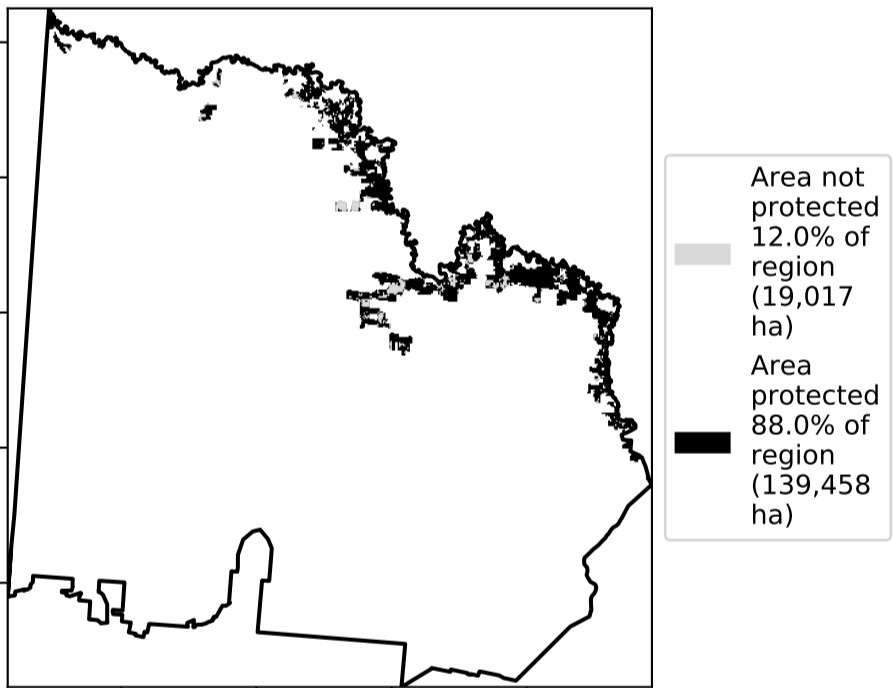 Area not
protected
12.0% of
region
(19,017
ha)
Area
protected
88.0% of
region
(139,458
ha)